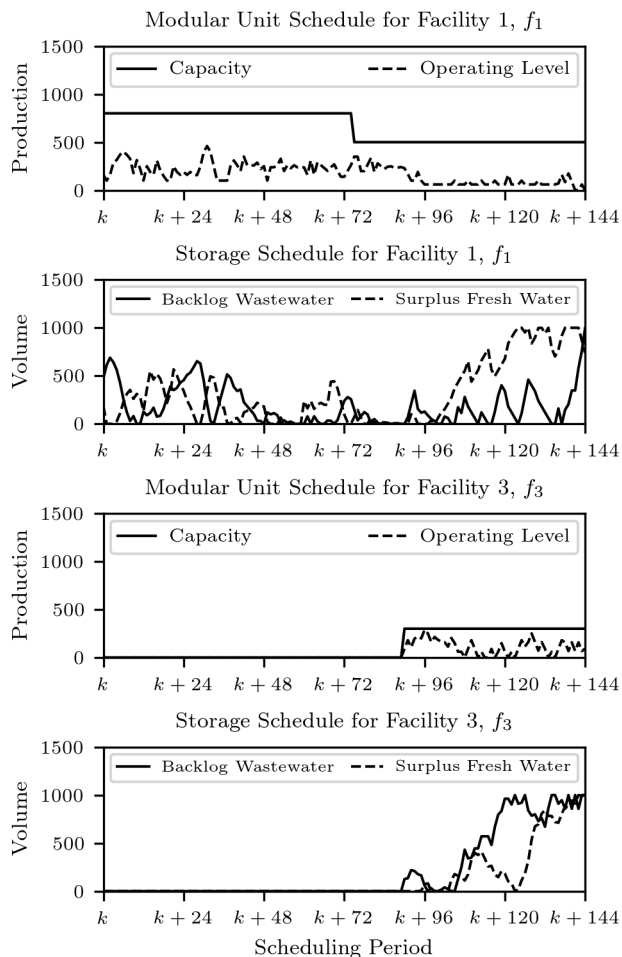 Modular Unit Schedule for Facility 1, f₁
1500
1000
500
0
Production
Capacity
Operating Level
k
k + 24
k + 48
k + 72
k + 96
k + 120
k + 144
Storage Schedule for Facility 1, f₁
1500
1000
500
0
Volume
Backlog Wastewater
Surplus Fresh Water
k
k + 24
k + 48
k + 72
k + 96
k + 120
k + 144
Modular Unit Schedule for Facility 3, f₃
1500
1000
500
0
Production
Capacity
Operating Level
k
k + 24
k + 48
k + 72
k + 96
k + 120
k + 144
Storage Schedule for Facility 3, f₃
1500
1000
500
0
Volume
Backlog Wastewater
Surplus Fresh Water
k
k + 24
k + 48
k + 72
k + 96
k + 120
k + 144
Scheduling Period